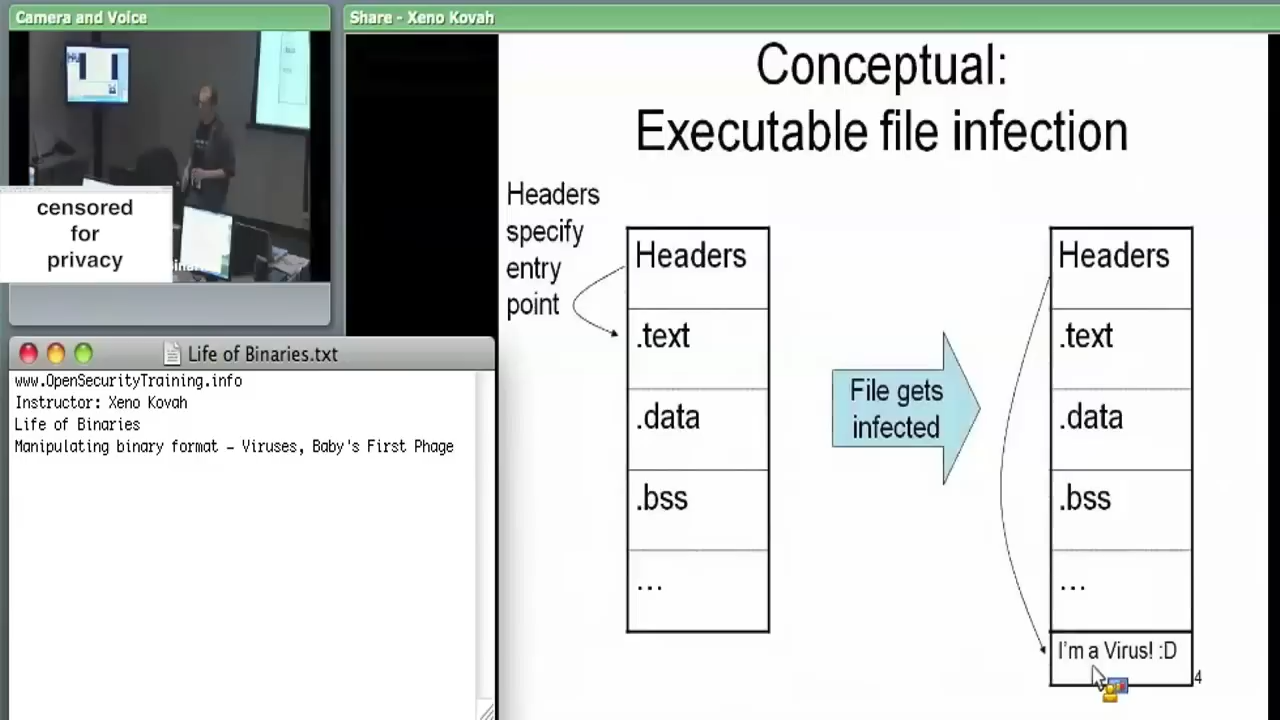 Camera and Voice
Share - Xeno Kovah
censored
for
privacy
Life of Binaries.txt
www.OpenSecurityTraining.info
Instructor: Xeno Kovah
Life of Binaries
Manipulating binary format – Viruses, Baby's First Phage
Conceptual:
Executable file infection
Headers
specify
entry
point
Headers
.text
.data
.bss
...
File gets
infected
Headers
.text
.data
.bss
...
I'm a Virus! :D
4